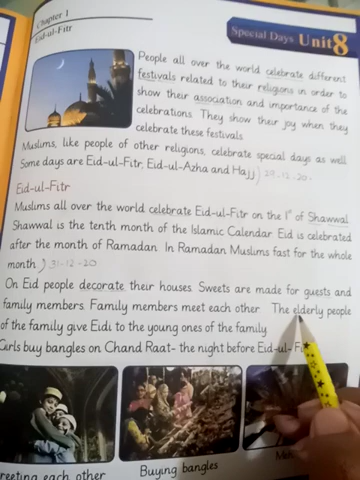 Chapter 1
Eid-ul-Fitr
Special Days Unit 8
People all over the world celebrate different
festivals related to their religions in order to
show their association and importance of the
celebrations. They show their joy when they
celebrate these festivals.
Muslims, like people of other religions, celebrate special days as well.
Some days are Eid-ul-Fitr, Eid-ul-Azha and Hajj
Eid-ul-Fitr
Muslims all over the world celebrate Eid-ul-Fitr on the 1st of Shawwal
Shawwal is the tenth month of the Islamic Calendar. Eid is celebrated
after the month of Ramadan. In Ramadan Muslims fast for the whole
month. 31-12-20
On Eid people decorate their houses. Sweets are made for guests and
family members. Family members meet each other. The elderly people
of the family give Eidi to the young ones of the family.
Girls buy bangles on Chand Raat- the night before Eid-ul-
reeting each other
Buying bangles